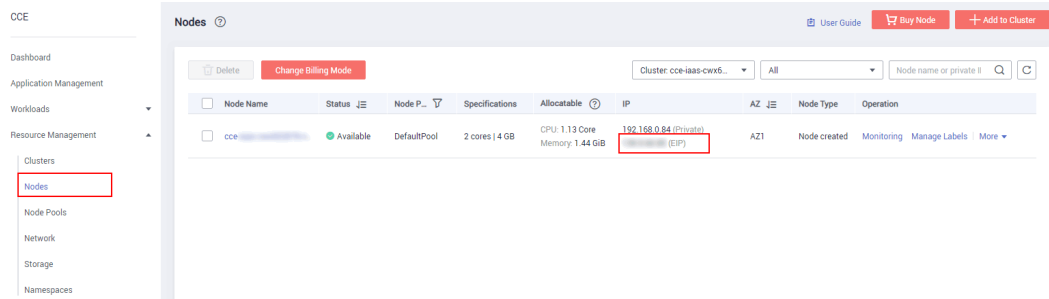 CCE
Dashboard
Application Management
Workloads
Resource Management
Clusters
Nodes
Node Pools
Network
Storage
Namespaces
Nodes
User Guide
Buy Node
Add to Cluster
Delete
Change Billing Mode
Cluster: cce-iaas-cwx6...
All
Node name or private I
Node Name Status Node P... Specifications Allocatable IP AZ Node Type Operation
cce Available DefaultPool 2 cores | 4 GB CPU: 1.13 Core 192.168.0.84 (Private) AZ1 Node created Monitoring Manage Labels More
Memory: 1.44 GiB (EIP)